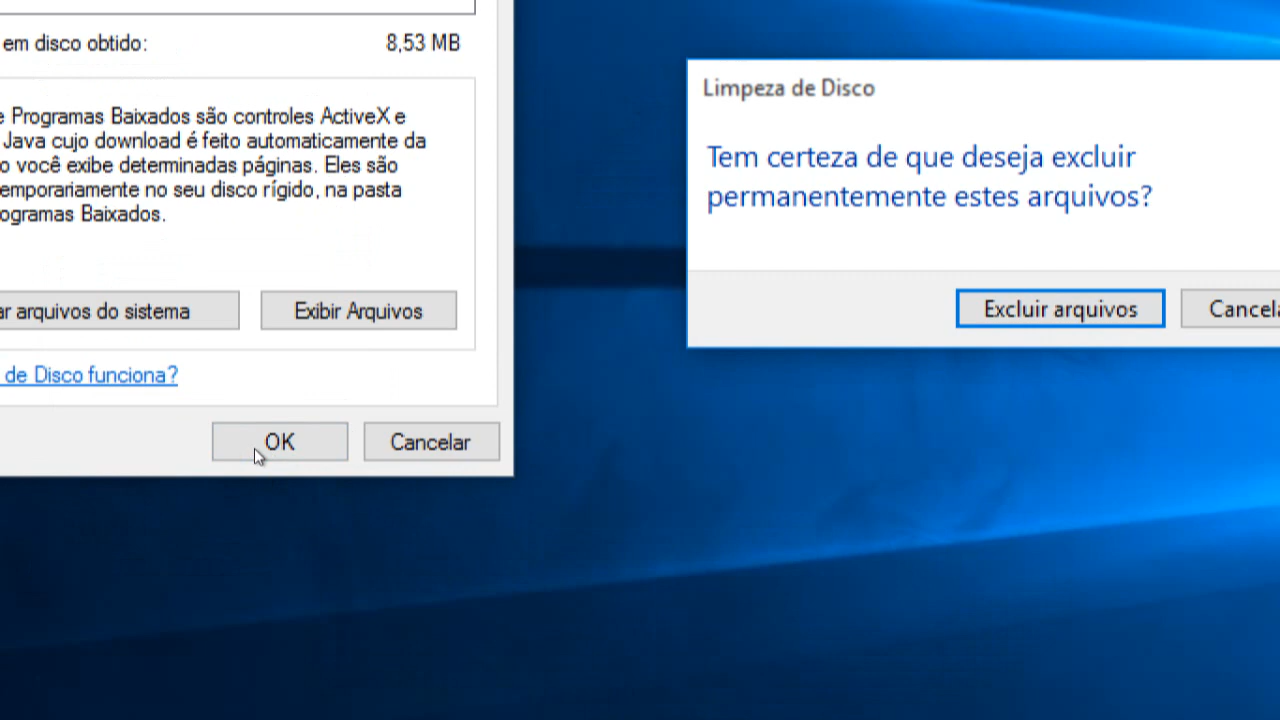 em disco obtido: 8,53 MB
Programas Baixados são controles ActiveX e
Java cujo download é feito automaticamente da
você exibe determinadas páginas. Eles são
emporariamente no seu disco rígido, na pasta
ogramas Baixados.
ar arquivos do sistema
Exibir Arquivos
de Disco funciona?
OK
Cancelar
Limpeza de Disco
Tem certeza de que deseja excluir
permanentemente estes arquivos?
Excluir arquivos
Cancela